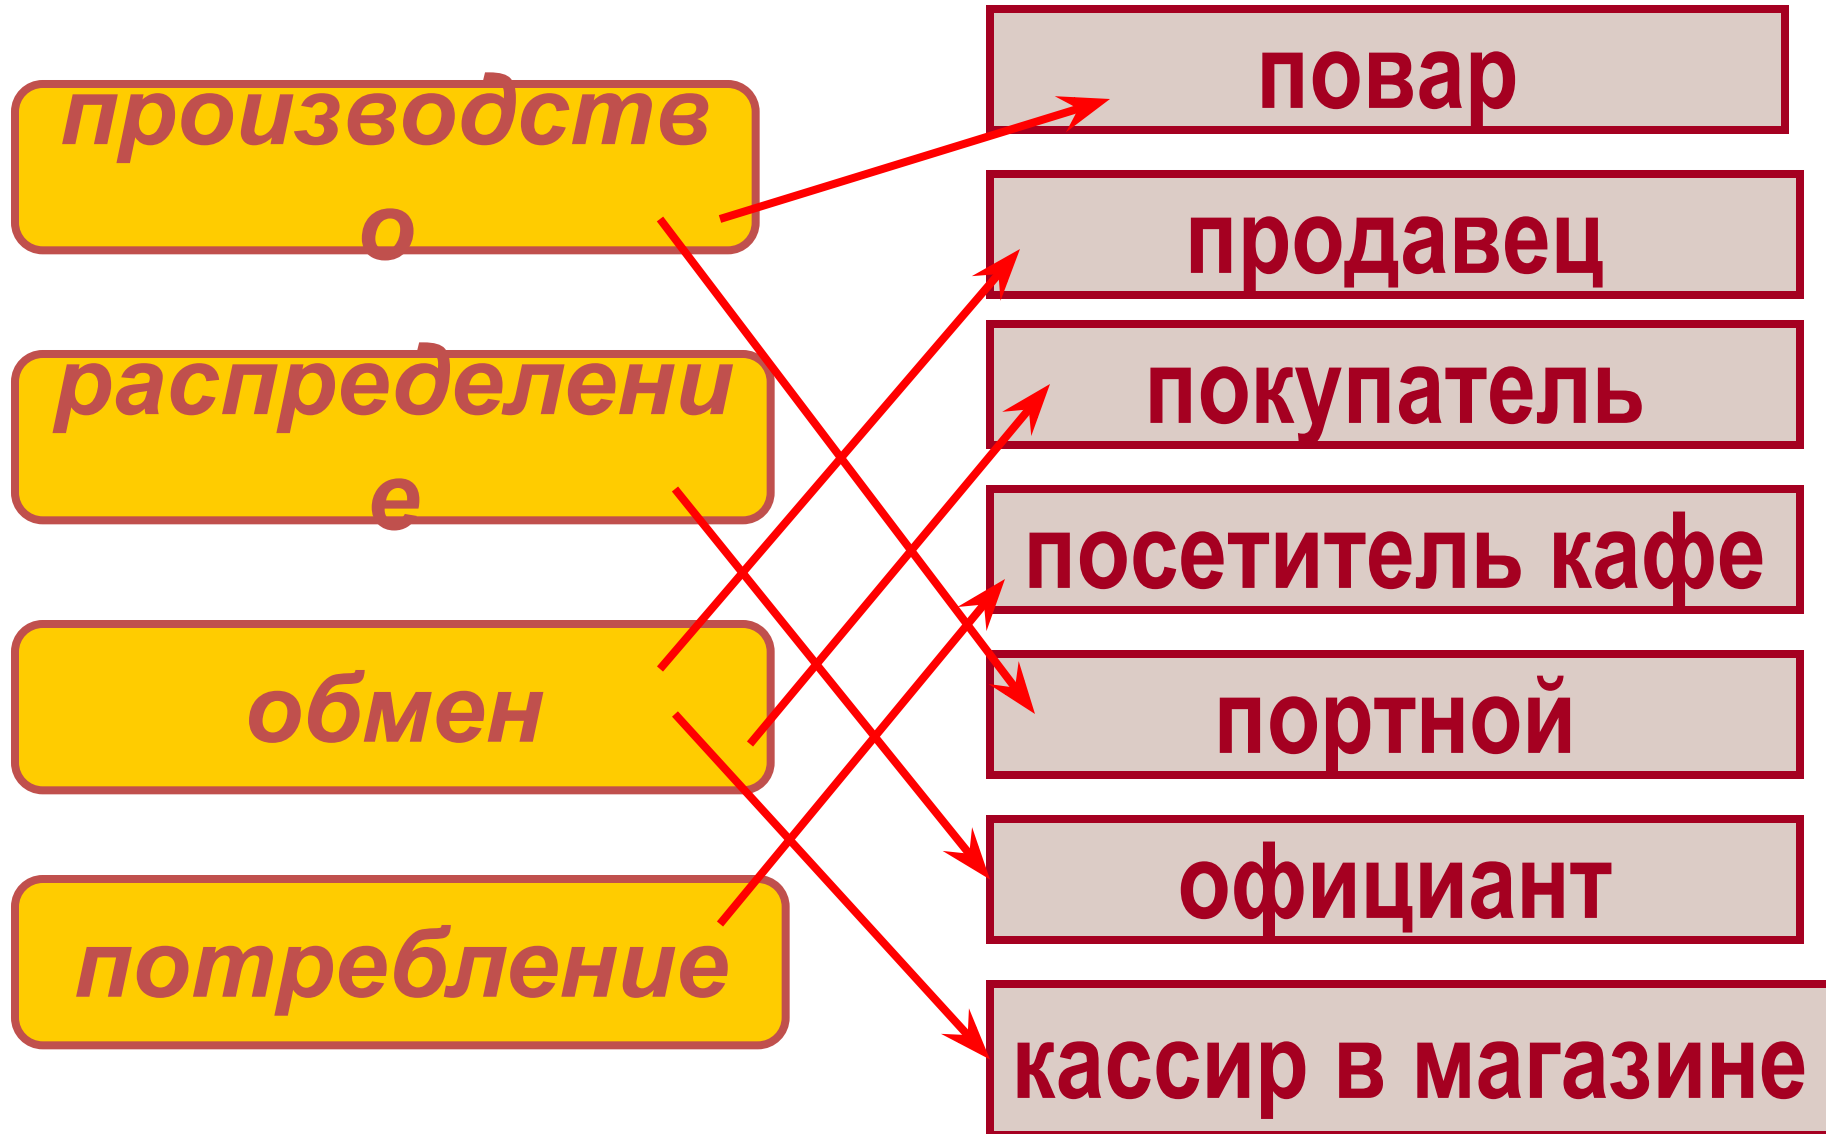 производств
о
распределени
е
обмен
потребление
повар
продавец
покупатель
посетитель кафе
портной
официант
кассир в магазине